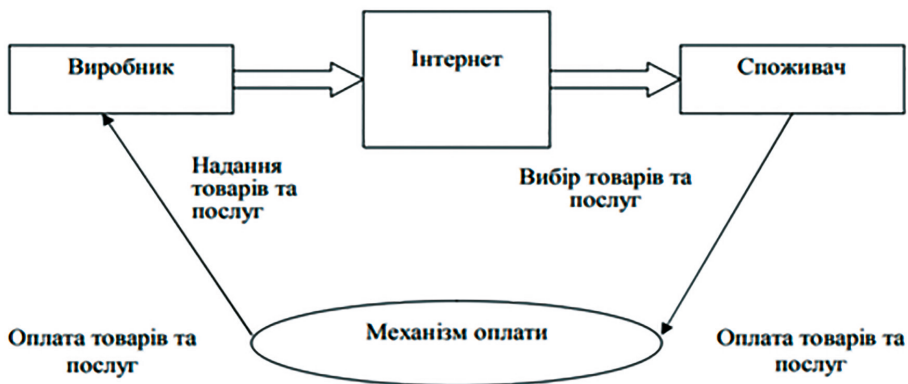 Виробник
Інтернет
Споживач
Надання
товарів та
послуг
Вибір товарів та
послуг
Оплата товарів та
послуг
Механізм оплати
Оплата товарів та
послуг